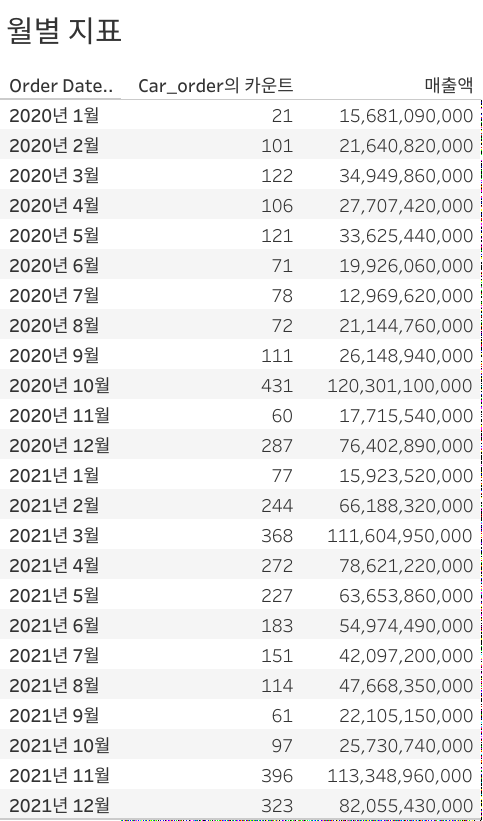 월별 지표
Order Date.. Car_order의 카운트 매출액
2020년 1월 21 15,681,090,000
2020년 2월 101 21,640,820,000
2020년 3월 122 34,949,860,000
2020년 4월 106 27,707,420,000
2020년 5월 121 33,625,440,000
2020년 6월 71 19,926,060,000
2020년 7월 78 12,969,620,000
2020년 8월 72 21,144,760,000
2020년 9월 111 26,148,940,000
2020년 10월 431 120,301,100,000
2020년 11월 60 17,715,540,000
2020년 12월 287 76,402,890,000
2021년 1월 77 15,923,520,000
2021년 2월 244 66,188,320,000
2021년 3월 368 111,604,950,000
2021년 4월 272 78,621,220,000
2021년 5월 227 63,653,860,000
2021년 6월 183 54,974,490,000
2021년 7월 151 42,097,200,000
2021년 8월 114 47,668,350,000
2021년 9월 61 22,105,150,000
2021년 10월 97 25,730,740,000
2021년 11월 396 113,348,960,000
2021년 12월 323 82,055,430,000